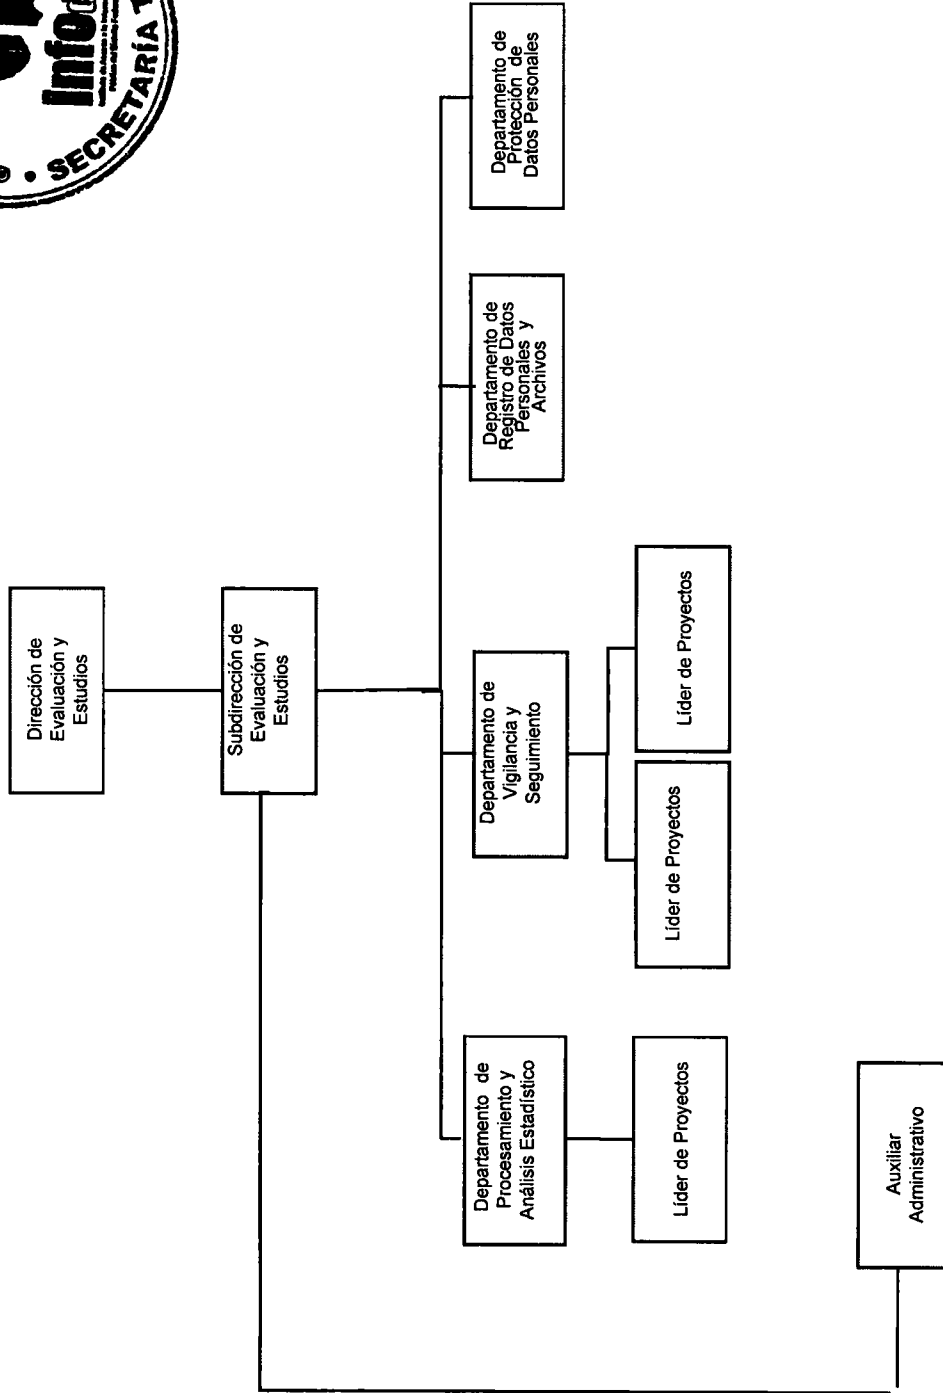 Info
SECRETARÍA
Dirección de
Evaluación y
Estudios
Subdirección de
Evaluación y
Estudios
Departamento de
Procesamiento y
Análisis Estadístico
Departamento de
Vigilancia y
Seguimiento
Departamento de
Registro de Datos
Personales y
Archivos
Departamento de
Protección de
Datos Personales
Líder de Proyectos
Líder de Proyectos
Líder de Proyectos
Auxiliar
Administrativo